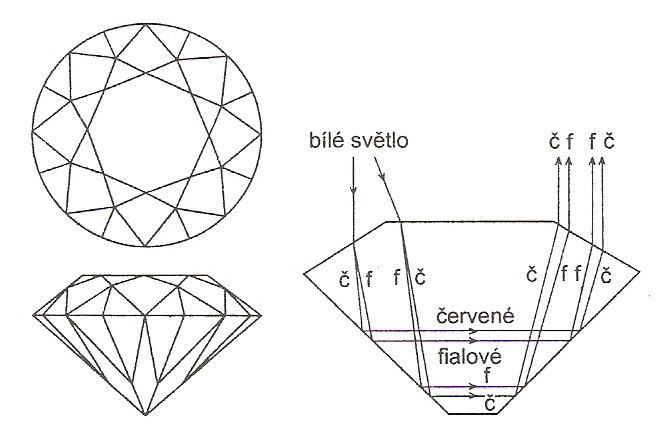 bílé světlo
č f f č
č f f č č f f č
červené
fialové
f
č